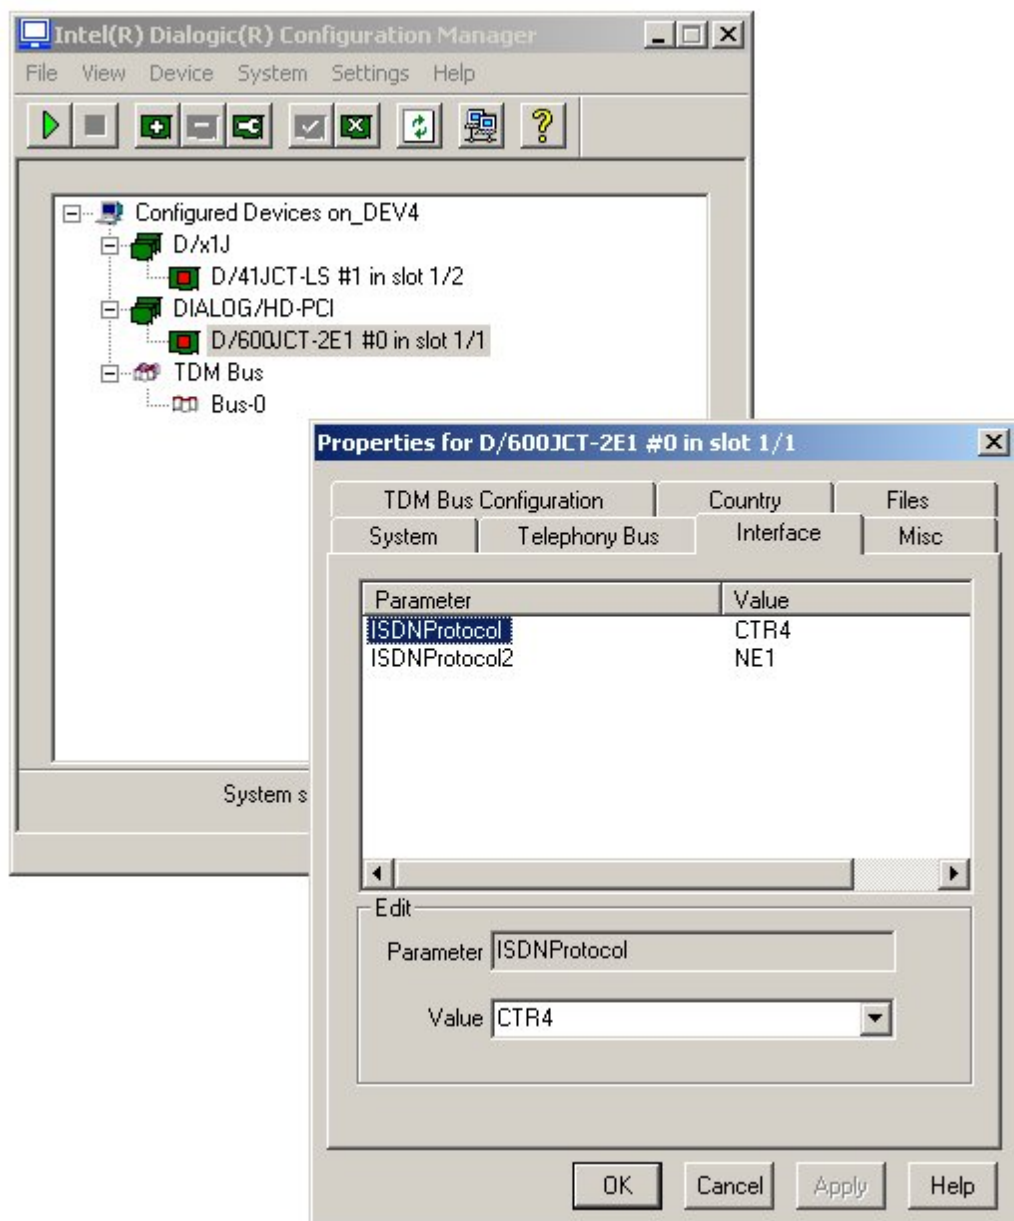 Intel(R) Dialogic(R) Configuration Manager
File View Device System Settings Help
Configured Devices on_DEV4
D/x1J
D/41JCT-LS #1 in slot 1/2
DIALOG/HD-PCI
D/600JCT-2E1 #0 in slot 1/1
TDM Bus
Bus-0
System s
Properties for D/600JCT-2E1 #0 in slot 1/1
TDM Bus Configuration Country Files
System Telephony Bus Interface Misc
Parameter Value
ISDNProtocol CTR4
ISDNProtocol2 NE1
Edit
Parameter ISDNProtocol
Value CTR4
OK Cancel Apply Help